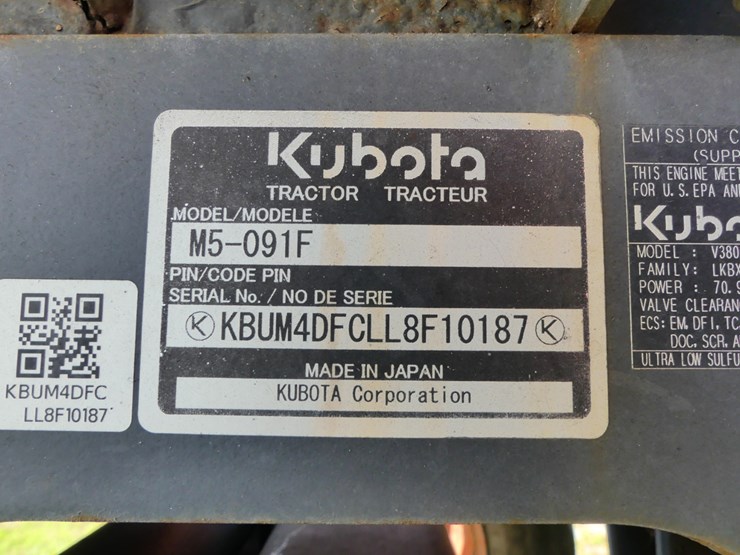 Kubota
TRACTOR TRACTEUR
MODEL/MODELE
M5-091F
PIN/CODE PIN
SERIAL No. / NO DE SERIE
KBUM4DFCLL8F10187
MADE IN JAPAN
KUBOTA Corporation
KBUM4DFC
LL8F10187
EMISSION C
(SUPP
THIS ENGINE MEET
FOR U.S. EPA AN
Kubo
MODEL : V380
FAMILY: LKBX
POWER : 70.9
VALVE CLEARAN
ECS: EM, DFI, TC
DOC, SCR, A
ULTRA LOW SULFU